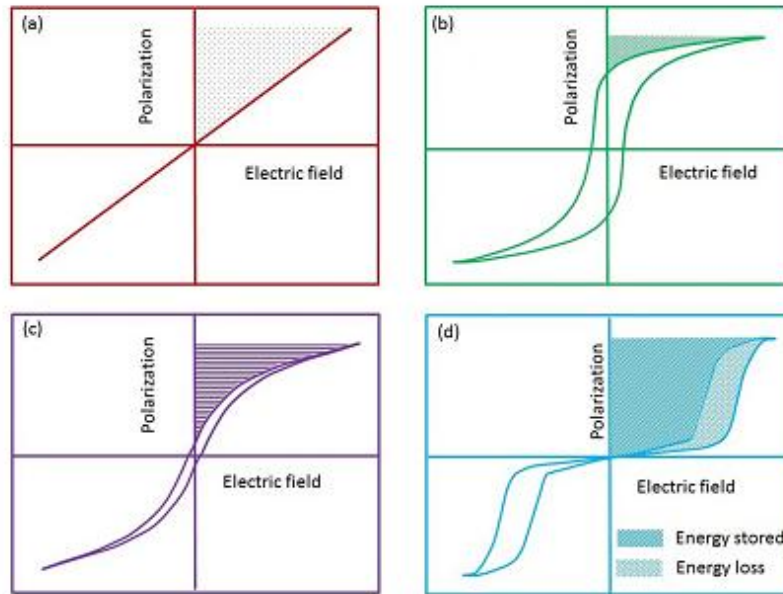 (a)
Polarization
Electric field
(b)
Polarization
Electric field
(c)
Polarization
Electric field
(d)
Polarization
Electric field
Energy stored
Energy loss